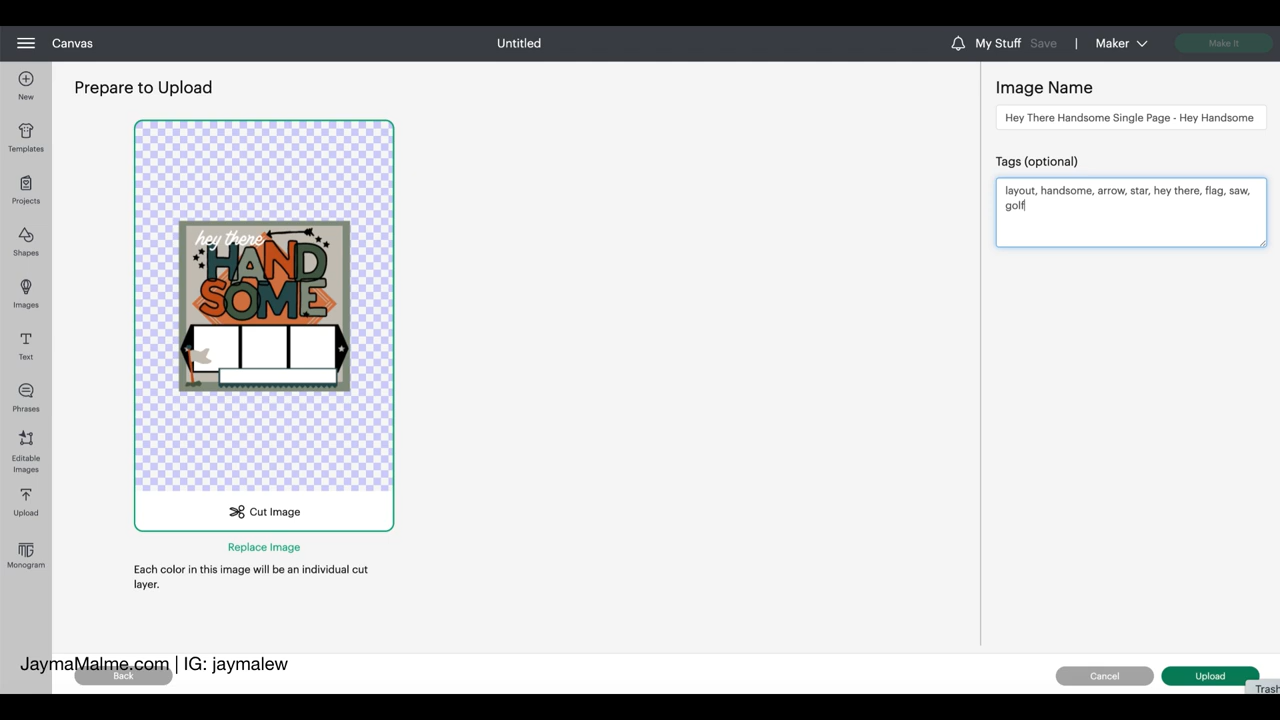 Canvas
Untitled
My Stuff Save | Maker Make It
New
Templates
Projects
Shapes
Images
Text
Phrases
Editable
Images
Upload
Monogram
Prepare to Upload
hey there
HAND
SOME
Cut Image
Replace Image
Each color in this image will be an individual cut
layer.
Image Name
Hey There Handsome Single Page - Hey Handsome
Tags (optional)
layout, handsome, arrow, star, hey there, flag, saw,
golf
JaymaMalme.com | IG: jaymalew
Back
Cancel
Upload
Trash